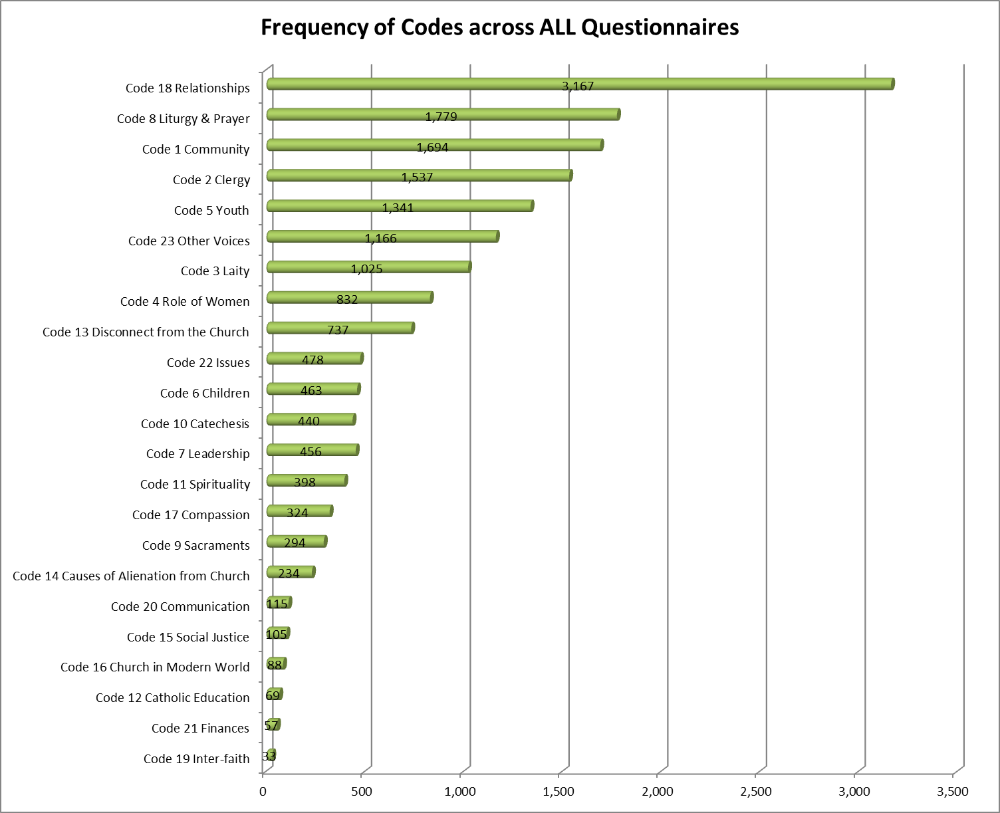 Frequency of Codes across ALL Questionnaires
Code 18 Relationships 3,167
Code 8 Liturgy & Prayer 1,779
Code 1 Community 1,694
Code 2 Clergy 1,537
Code 5 Youth 1,341
Code 23 Other Voices 1,166
Code 3 Laity 1,025
Code 4 Role of Women 832
Code 13 Disconnect from the Church 737
Code 22 Issues 478
Code 6 Children 463
Code 10 Catechesis 440
Code 7 Leadership 456
Code 11 Spirituality 398
Code 17 Compassion 324
Code 9 Sacraments 294
Code 14 Causes of Alienation from Church 234
Code 20 Communication 115
Code 15 Social Justice 105
Code 16 Church in Modern World 88
Code 12 Catholic Education 69
Code 21 Finances 57
Code 19 Inter-faith 33
0 500 1,000 1,500 2,000 2,500 3,000 3,500